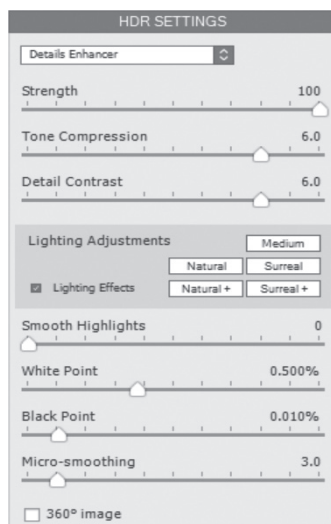 HDR SETTINGS
Details Enhancer
Strength 100
Tone Compression 6.0
Detail Contrast 6.0
Lighting Adjustments Medium
Natural Surreal
Lighting Effects Natural + Surreal +
Smooth Highlights 0
White Point 0.500%
Black Point 0.010%
Micro-smoothing 3.0
360° image